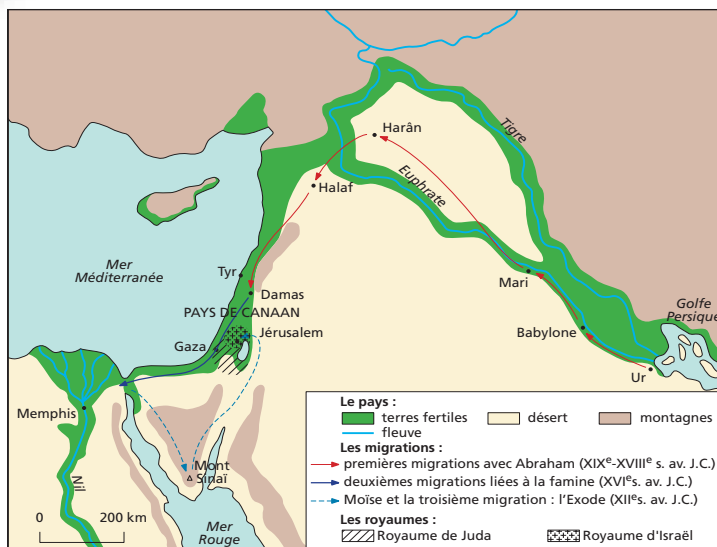 Tigre
Harân
Euphrate
Halaf
Mer
Méditerranée
Tyr
Mari
Damas
PAYS DE CANAAN
Golfe
Persique
Jérusalem
Babylone
Gaza
Ur
Memphis
Mont
Sinaï
Nil
0 200 km
Mer
Rouge
Le pays :
terres fertiles désert montagnes
fleuve
Les migrations :
premières migrations avec Abraham (XIXe-XVIIIe s. av. J.C.)
deuxièmes migrations liées à la famine (XVIes. av. J.C.)
Moïse et la troisième migration : l'Exode (XIIes. av. J.C.)
Les royaumes :
Royaume de Juda Royaume d'Israël